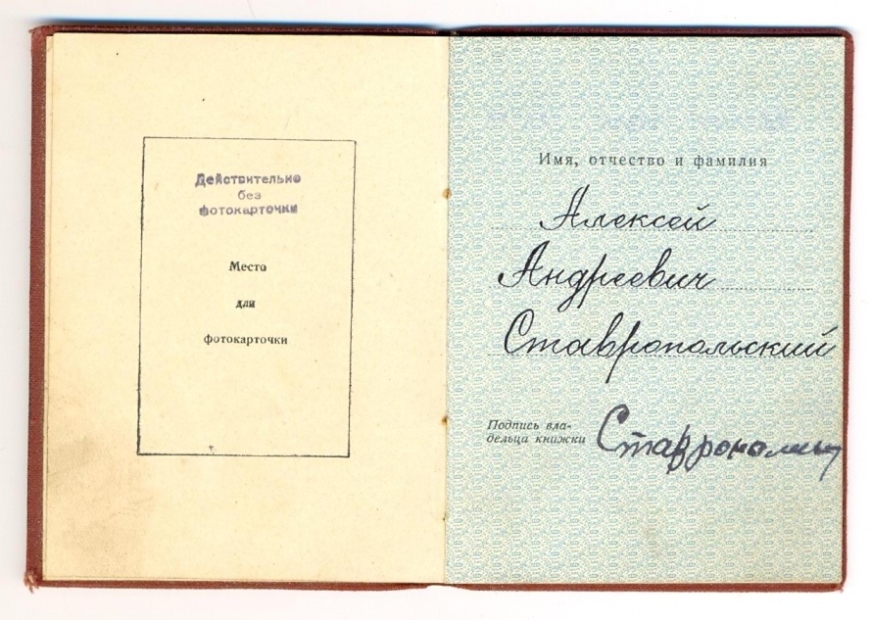 Действительно
без
фотокарточки
Место
для
фотокарточки
Имя, отчество и фамилия
Алексей
Андреевич
Ставропольский
Подпись вла-
дельца книжки